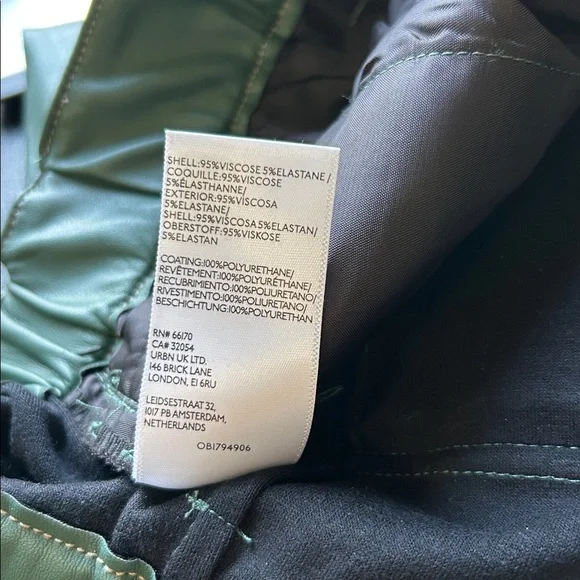 SHELL:95%VISCOSE 5%ELASTANE/
COQUILLE:95%VISCOSE
5%ÉLASTHANNE/
EXTERIOR:95%VISCOSA
5%ELASTANE/
SHELL:95%VISCOSA 5%ELASTAN/
OBERSTOFF:95%VISKOSE
5%ELASTAN
COATING:100%POLYURETHANE/
REVÊTEMENT:100%POLYURÉTHANE/
RECUBRIMIENTO:100%POLIURETANO/
RIVESTIMENTO:100%POLIURETANO/
BESCHICHTUNG:100%POLYURETHAN
RN# 66170
CA# 32054
URBN UK LTD.
146 BRICK LANE
LONDON, E1 6RU
LEIDSESTRAAT 32,
1017 PB AMSTERDAM,
NETHERLANDS
OB1794906